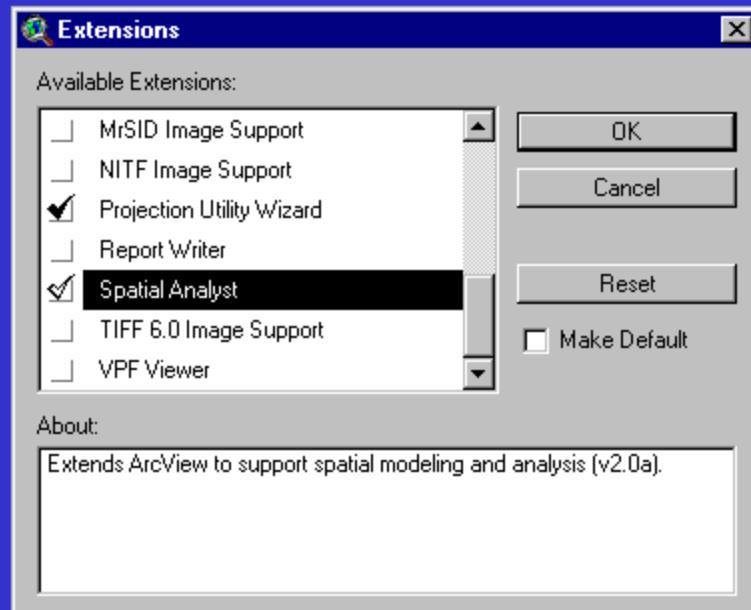 Extensions
Available Extensions:
MrSID Image Support
NITF Image Support
Projection Utility Wizard
Report Writer
Spatial Analyst
TIFF 6.0 Image Support
VPF Viewer
OK
Cancel
Reset
Make Default
About:
Extends ArcView to support spatial modeling and analysis (v2.0a).